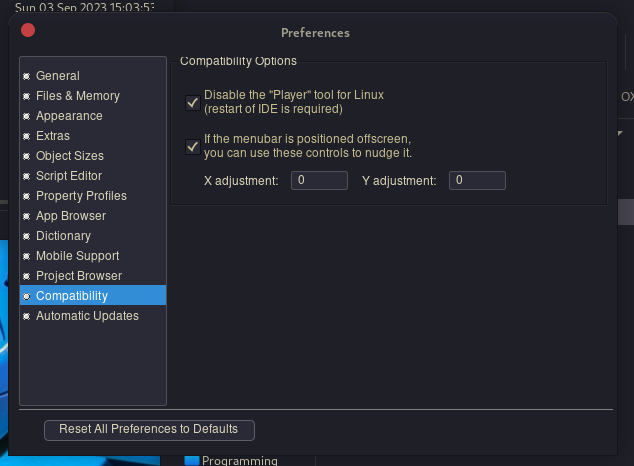 Sun 03 Sep 2023 15:03:53
Preferences
General
Files & Memory
Appearance
Extras
Object Sizes
Script Editor
Property Profiles
App Browser
Dictionary
Mobile Support
Project Browser
Compatibility
Automatic Updates
Compatibility Options
Disable the "Player" tool for Linux
(restart of IDE is required)
If the menubar is positioned offscreen,
you can use these controls to nudge it.
X adjustment: 0 Y adjustment: 0
OX
Reset All Preferences to Defaults
Programming